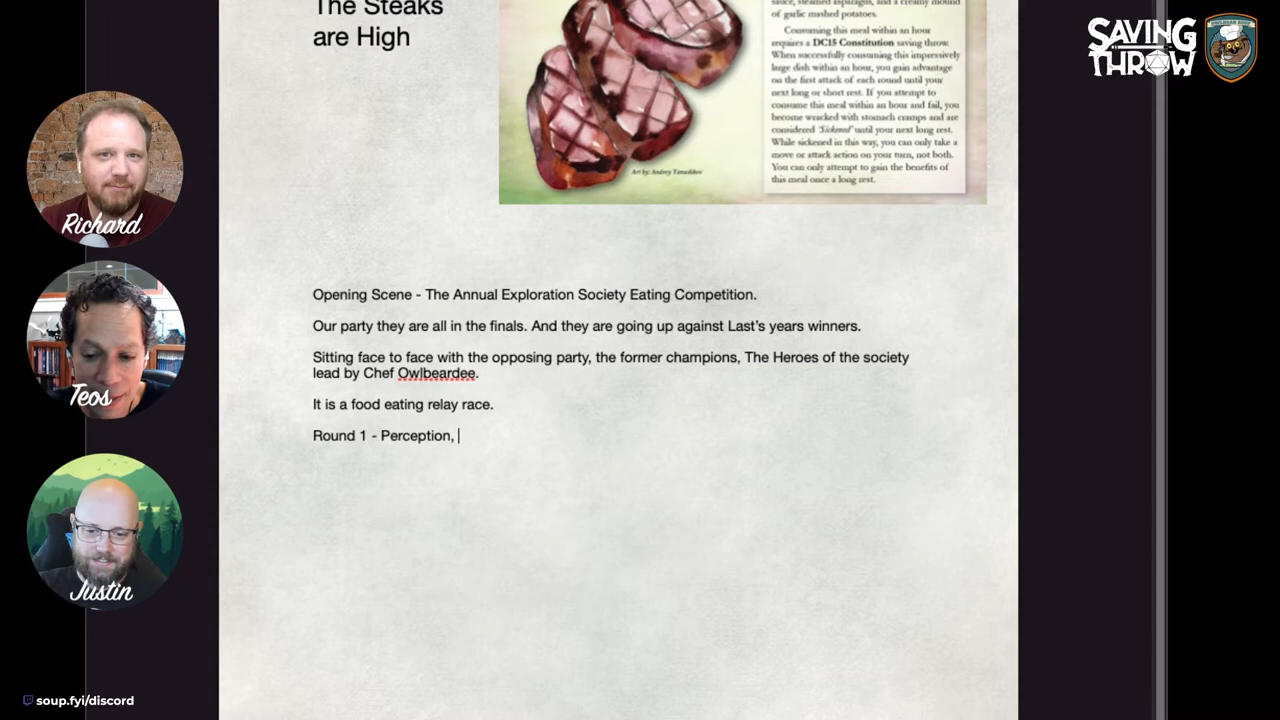 The Steaks
are High
sauce, steamed asparagus, and a creamy mound
of garlic mashed potatoes.
Consuming this meal within an hour
requires a DC15 Constitution saving throw.
When successfully consuming this impressively
large dish within an hour, you gain advantage
on the first attack of each round until your
next long or short rest. If you attempt to
consume this meal within an hour and fail, you
become wracked with stomach cramps and are
considered 'Sickened' until your next long rest.
While sickened in this way, you can only take a
move or attack action on your turn, not both.
You can only attempt to gain the benefits of
this meal once a long rest.
Art by: Andrey
SAVING
THROW
Richard
Teos
Justin
Opening Scene - The Annual Exploration Society Eating Competition.
Our party they are all in the finals. And they are going up against Last's years winners.
Sitting face to face with the opposing party, the former champions, The Heroes of the society
lead by Chef Owlbeardee.
It is a food eating relay race.
Round 1 - Perception,
soup.fyi/discord